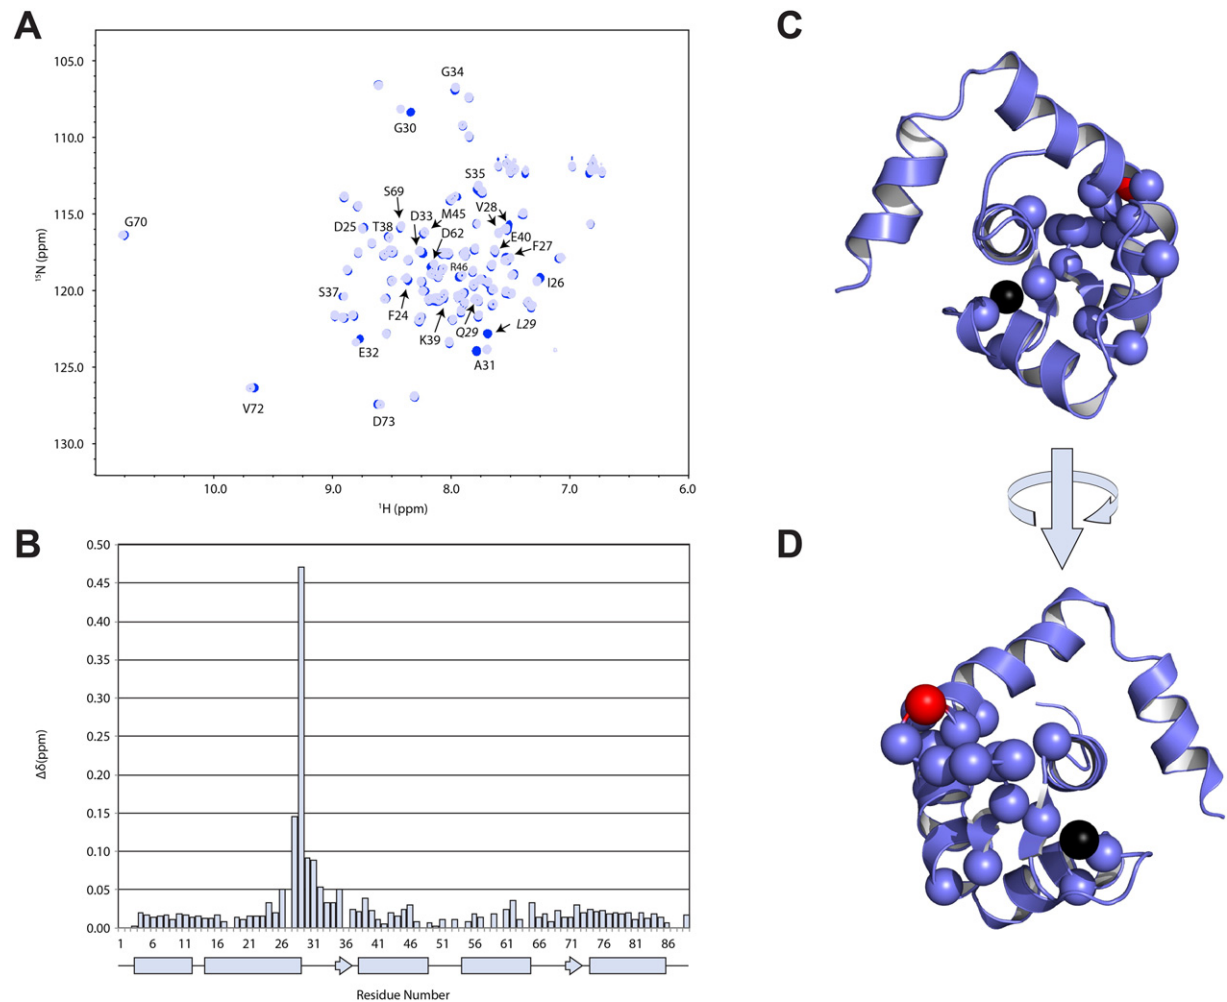 A
C
105.0
110.0
115.0
120.0
125.0
130.0
¹⁵N (ppm)
G34
G30
S35
S69
V28
D33
M45
G70
D25
T38
D62
E40
F27
R46
I26
S37
F24
K39
Q29
L29
E32
A31
V72
D73
10.0 9.0 8.0 7.0 6.0
¹H (ppm)
B
D
0.50
0.45
0.40
0.35
0.30
0.25
0.20
0.15
0.10
0.05
0.00
Δδ(ppm)
1 6 11 16 21 26 31 36 41 46 51 56 61 66 71 76 81 86
Residue Number